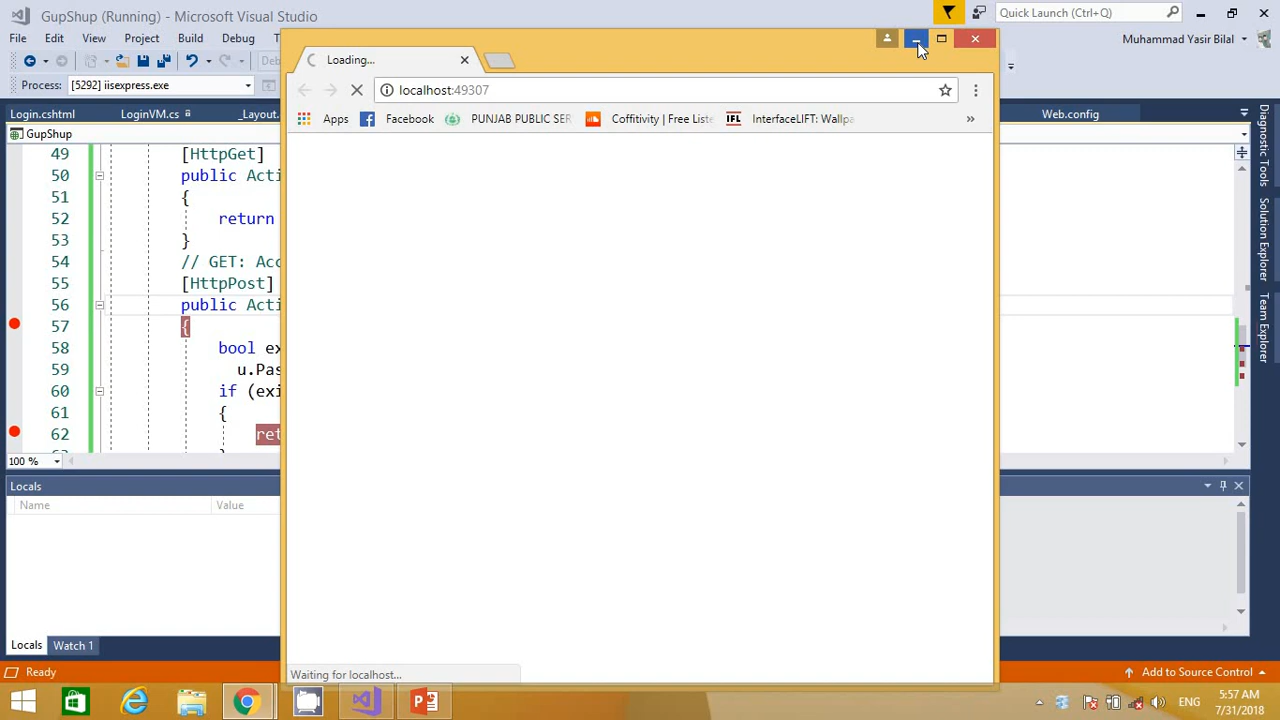 GupShup (Running) - Microsoft Visual Studio
Quick Launch (Ctrl+Q)
File Edit View Project Build Debug
Muhammad Yasir Bilal
Process: [5292] iisexpress.exe
Loading...
localhost:49307
Apps Facebook PUNJAB PUBLIC SER Coffitivity | Free Liste InterfaceLIFT: Wallpa »
Login.cshtml LoginVM.cs _Layout. Web.config
GupShup
49 [HttpGet]
50 public Acti
51 {
52 return
53 }
54 // GET: Acc
55 [HttpPost]
56 public Acti
57 {
58 bool ex
59 u.Pas
60 if (exi
61 {
62 ret
100 %
Diagnostic Tools
Solution Explorer
Team Explorer
Locals
Name Value
Locals Watch 1
Waiting for localhost...
Ready
Add to Source Control
ENG
5:57 AM
7/31/2018